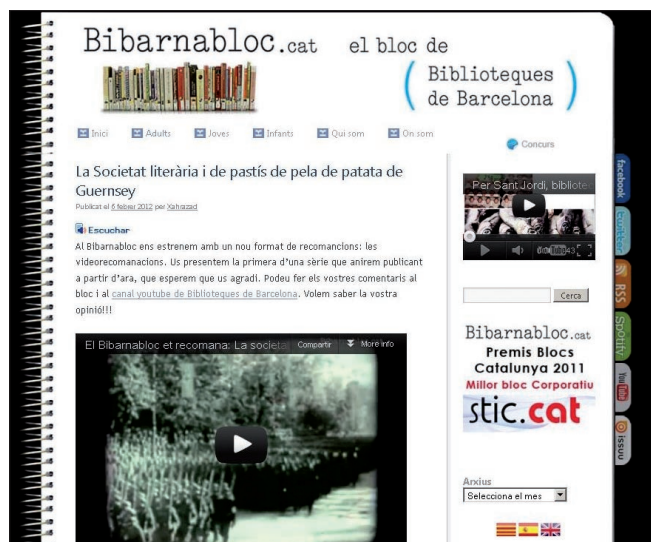 Bibarnabloc.cat el bloc de
Biblioteques
de Barcelona
Inici Adults Joves Infants Qui som On som
Concurs
La Societat literària i de pastís de pela de patata de
Guernsey
Publicat el 6 febrer 2012 per Xahrazad
Escuchar
Al Bibarnabloc ens estrenem amb un nou format de recomancions: les
videorecomanacions. Us presentem la primera d'una sèrie que anirem publicant
a partir d'ara, que esperem que us agradi. Podeu fer els vostres comentaris al
bloc i al canal youtube de Biblioteques de Barcelona. Volem saber la vostra
opinió!!!
El Bibarnabloc et recomana: La societat Compartir More info
Per Sant Jordi, bibliote
Cerca
Bibarnabloc.cat
Premis Blocs
Catalunya 2011
Millor bloc Corporatiu
stic.cat
Arxius
Selecciona el mes
facebook
twitter
RSS
Spotify
YouTube
issuu